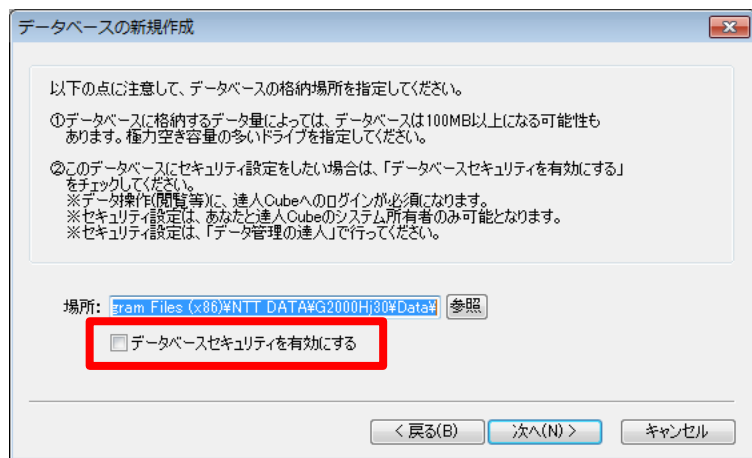 データベースの新規作成
以下の点に注意して、データベースの格納場所を指定してください。
①データベースに格納するデータ量によっては、データベースは100MB以上になる可能性も
あります。極力空き容量の多いドライブを指定してください。
②このデータベースにセキュリティ設定をしたい場合は、「データベースセキュリティを有効にする」
をチェックしてください。
※データ操作(閲覧等)に、達人Cubeへのログインが必須になります。
※セキュリティ設定は、あなたと達人Cubeのシステム所有者のみ可能となります。
※セキュリティ設定は、「データ管理の達人」で行ってください。
場所: gram Files (x86)¥NTT DATA¥G2000Hj30¥Data¥ 参照
データベースセキュリティを有効にする
< 戻る(B) 次へ(N) > キャンセル